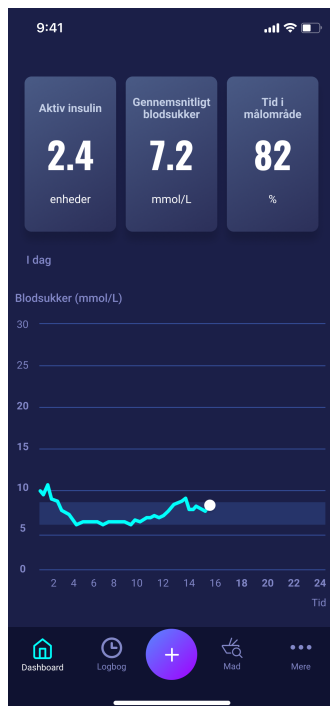 9:41
Aktiv insulin
2.4
enheder
Gennemsnitligt
blodsukker
7.2
mmol/L
Tid i
målområde
82
%
I dag
Blodsukker (mmol/L)
30
25
20
15
10
5
0
2 4 6 8 10 12 14 16 18 20 22 24
Tid
Dashboard
Logbog
+
Mad
Mere